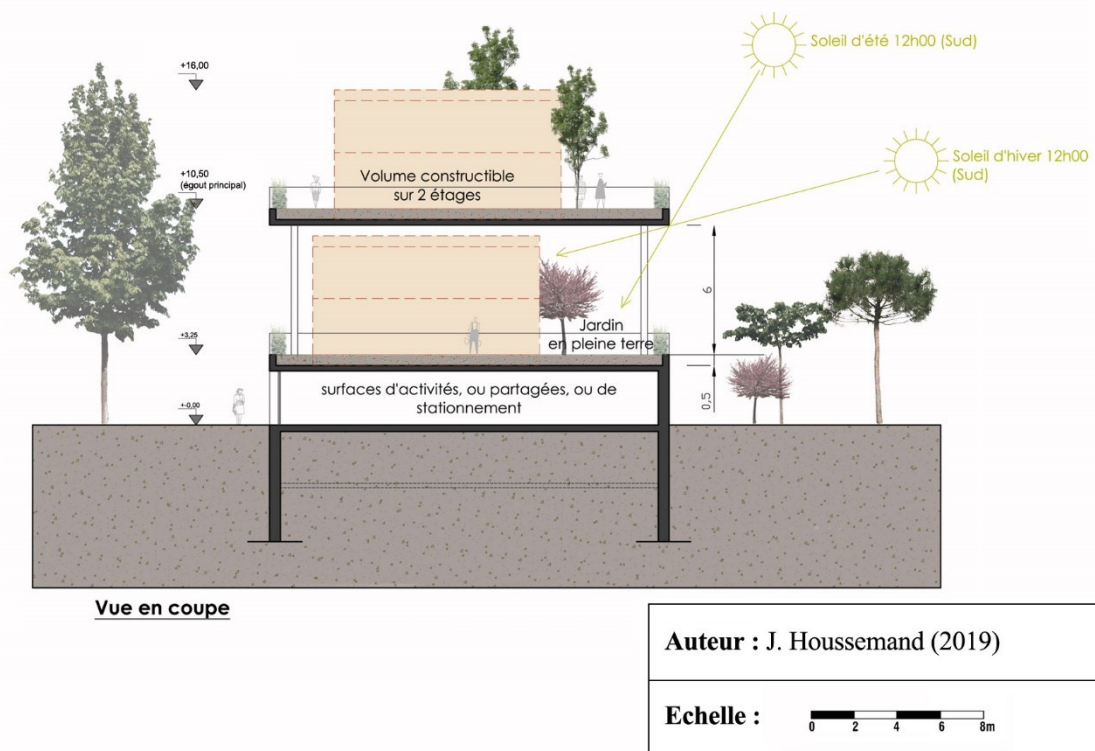 Soleil d'été 12h00 (Sud)
+16,00
Soleil d'hiver 12h00
(Sud)
+10,50
(égout principal)
Volume constructible
sur 2 étages
6
+3,25
Jardin
en pleine terre
surfaces d'activités, ou partagées, ou de
stationnement
0,5
+-0,00
Vue en coupe
Auteur : J. Houssemand (2019)
Echelle :
0 2 4 6 8m